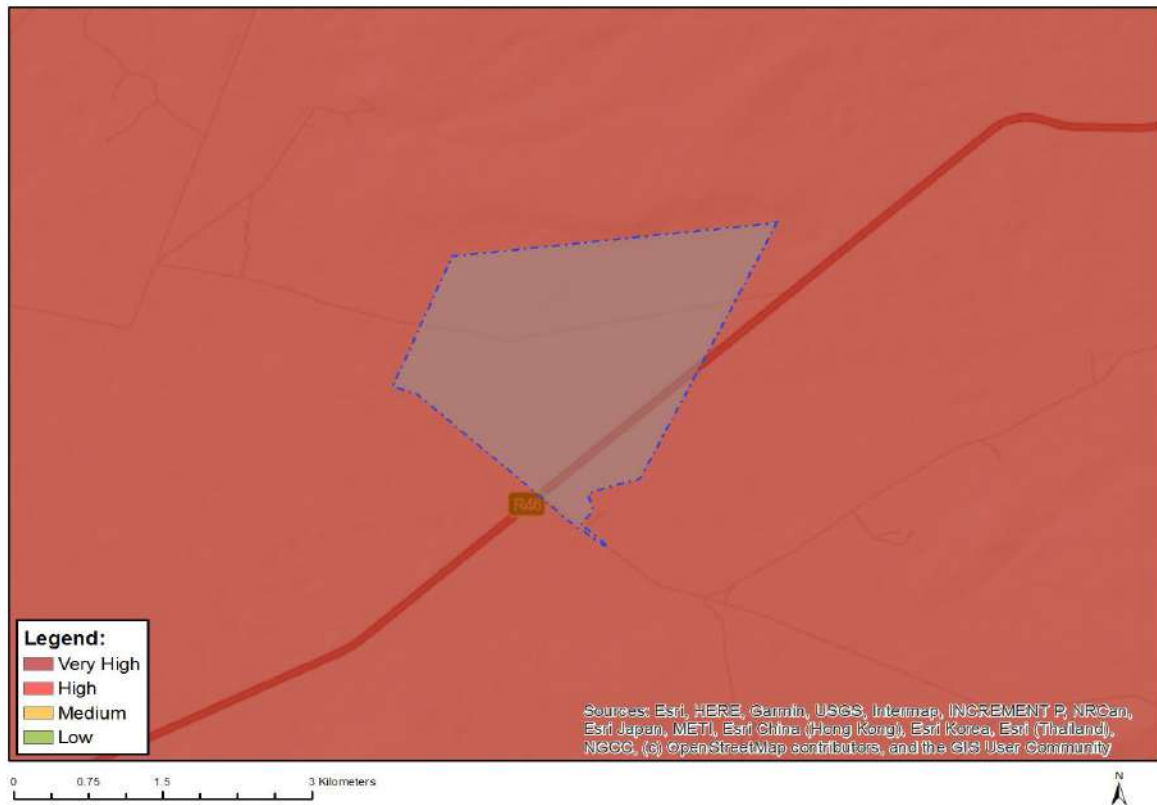 R46
Legend:
Very High
High
Medium
Low
Sources: Esri, HERE, Garmin, USGS, Intermap, INCREMENT P, NRCan,
Esri Japan, METI, Esri China (Hong Kong), Esri Korea, Esri (Thailand),
NGCC, (c) OpenStreetMap contributors, and the GIS User Community
0 0.75 1.5 3 Kilometers
N